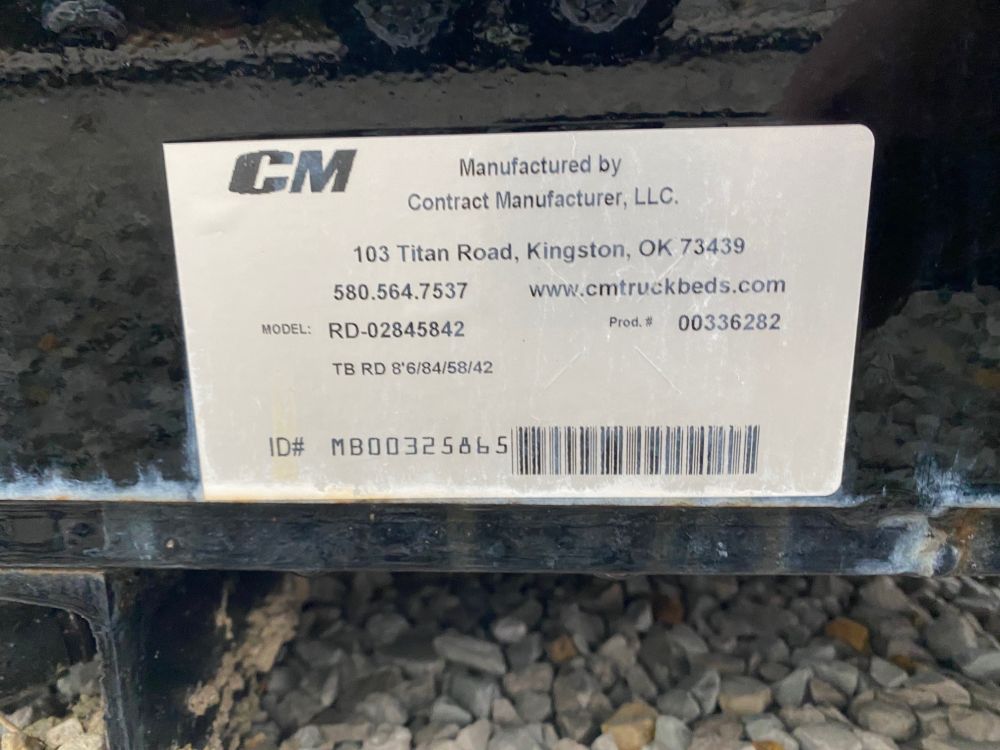 CM
Manufactured by
Contract Manufacturer, LLC.
103 Titan Road, Kingston, OK 73439
580.564.7537 www.cmtruckbeds.com
MODEL: RD-02845842 Prod. # 00336282
TB RD 8'6/84/58/42
ID# MB00325865